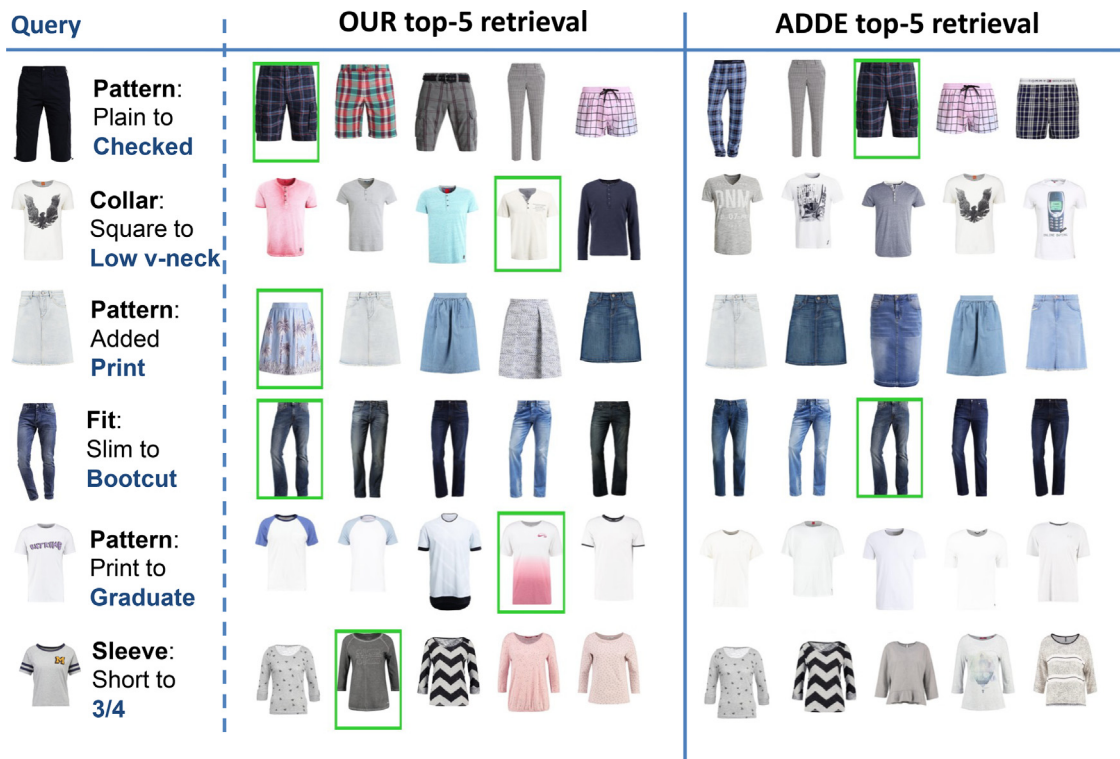 Query
OUR top-5 retrieval
ADDE top-5 retrieval
Pattern:
Plain to
Checked
Collar:
Square to
Low v-neck
Pattern:
Added
Print
Fit:
Slim to
Bootcut
Pattern:
Print to
Graduate
Sleeve:
Short to
3/4